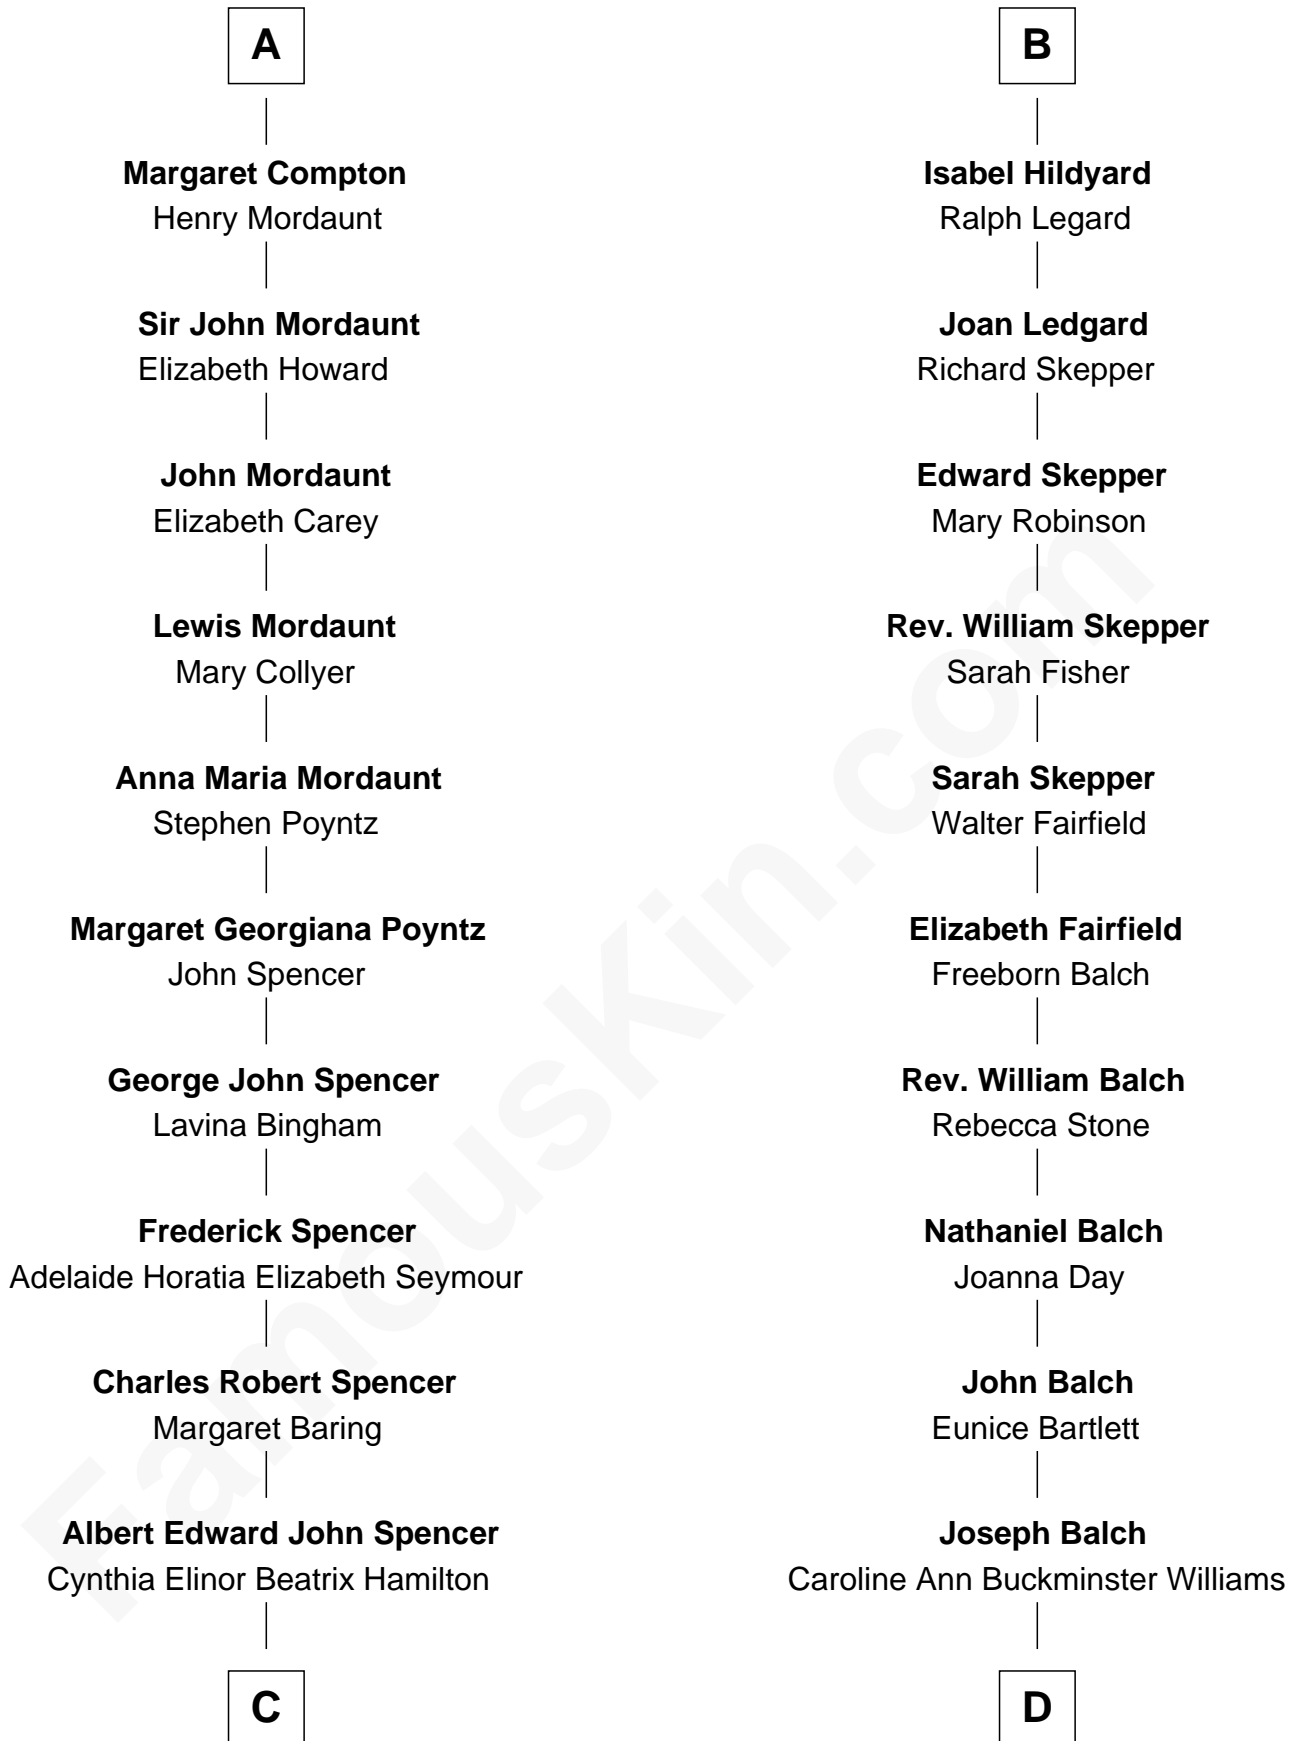 A
Margaret Compton
Henry Mordaunt
Sir John Mordaunt
Elizabeth Howard
John Mordaunt
Elizabeth Carey
Lewis Mordaunt
Mary Collyer
Anna Maria Mordaunt
Stephen Poyntz
Margaret Georgiana Poyntz
John Spencer
George John Spencer
Lavina Bingham
Frederick Spencer
Adelaide Horatia Elizabeth Seymour
Charles Robert Spencer
Margaret Baring
Albert Edward John Spencer
Cynthia Elinor Beatrix Hamilton
C
B
Isabel Hildyard
Ralph Legard
Joan Ledgard
Richard Skepper
Edward Skepper
Mary Robinson
Rev. William Skepper
Sarah Fisher
Sarah Skepper
Walter Fairfield
Elizabeth Fairfield
Freeborn Balch
Rev. William Balch
Rebecca Stone
Nathaniel Balch
Joanna Day
John Balch
Eunice Bartlett
Joseph Balch
Caroline Ann Buckminster Williams
D
FamousKin.com